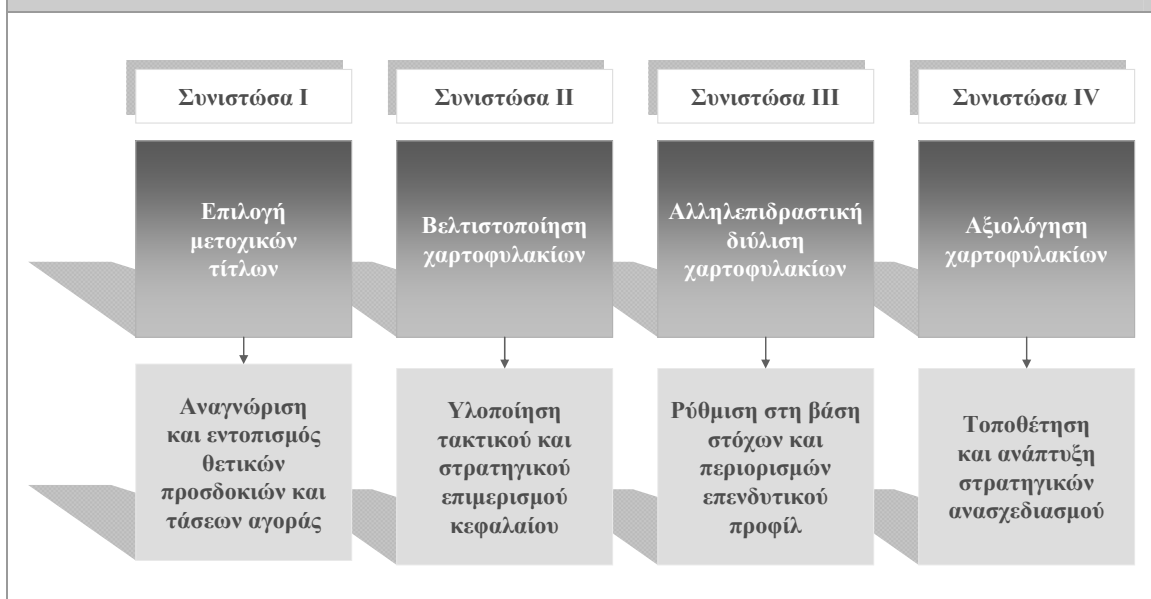 Συνιστώσα I
Συνιστώσα II
Συνιστώσα III
Συνιστώσα IV
Επιλογή
μετοχικών
τίτλων
Βελτιστοποίηση
χαρτοφυλακίων
Αλληλεπιδραστική
διύλιση
χαρτοφυλακίων
Αξιολόγηση
χαρτοφυλακίων
Αναγνώριση
και εντοπισμός
θετικών
προσδοκιών και
τάσεων αγοράς
Υλοποίηση
τακτικού και
στρατηγικού
επιμερισμού
κεφαλαίου
Ρύθμιση στη βάση
στόχων και
περιορισμών
επενδυτικού
προφίλ
Τοποθέτηση
και ανάπτυξη
στρατηγικών
ανασχεδιασμού